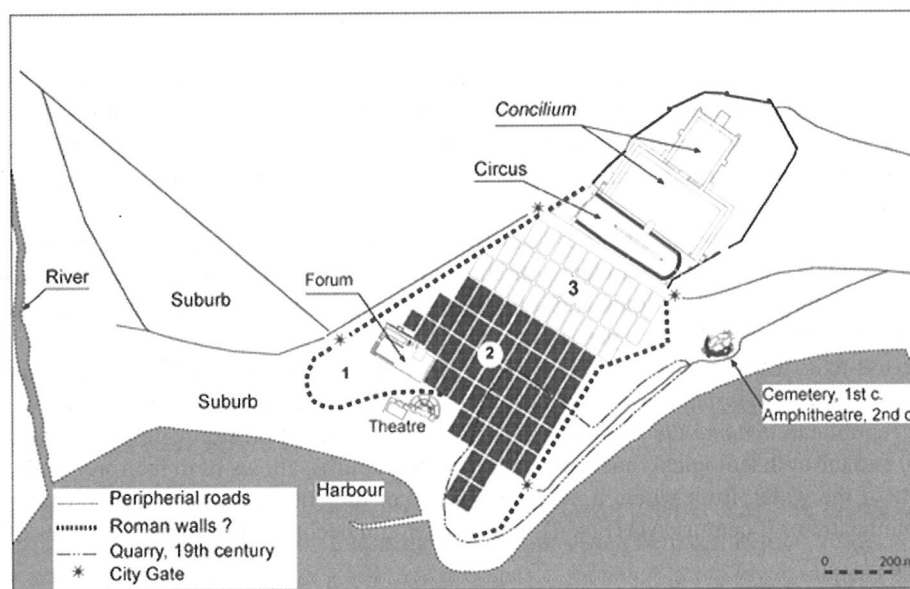 Concilium
Circus
River
Suburb
Forum
3
2
1
Suburb
Theatre
Cemetery, 1st c.
Amphitheatre, 2nd c
Harbour
Peripherial roads
Roman walls ?
Quarry, 19th century
City Gate
0 200 m